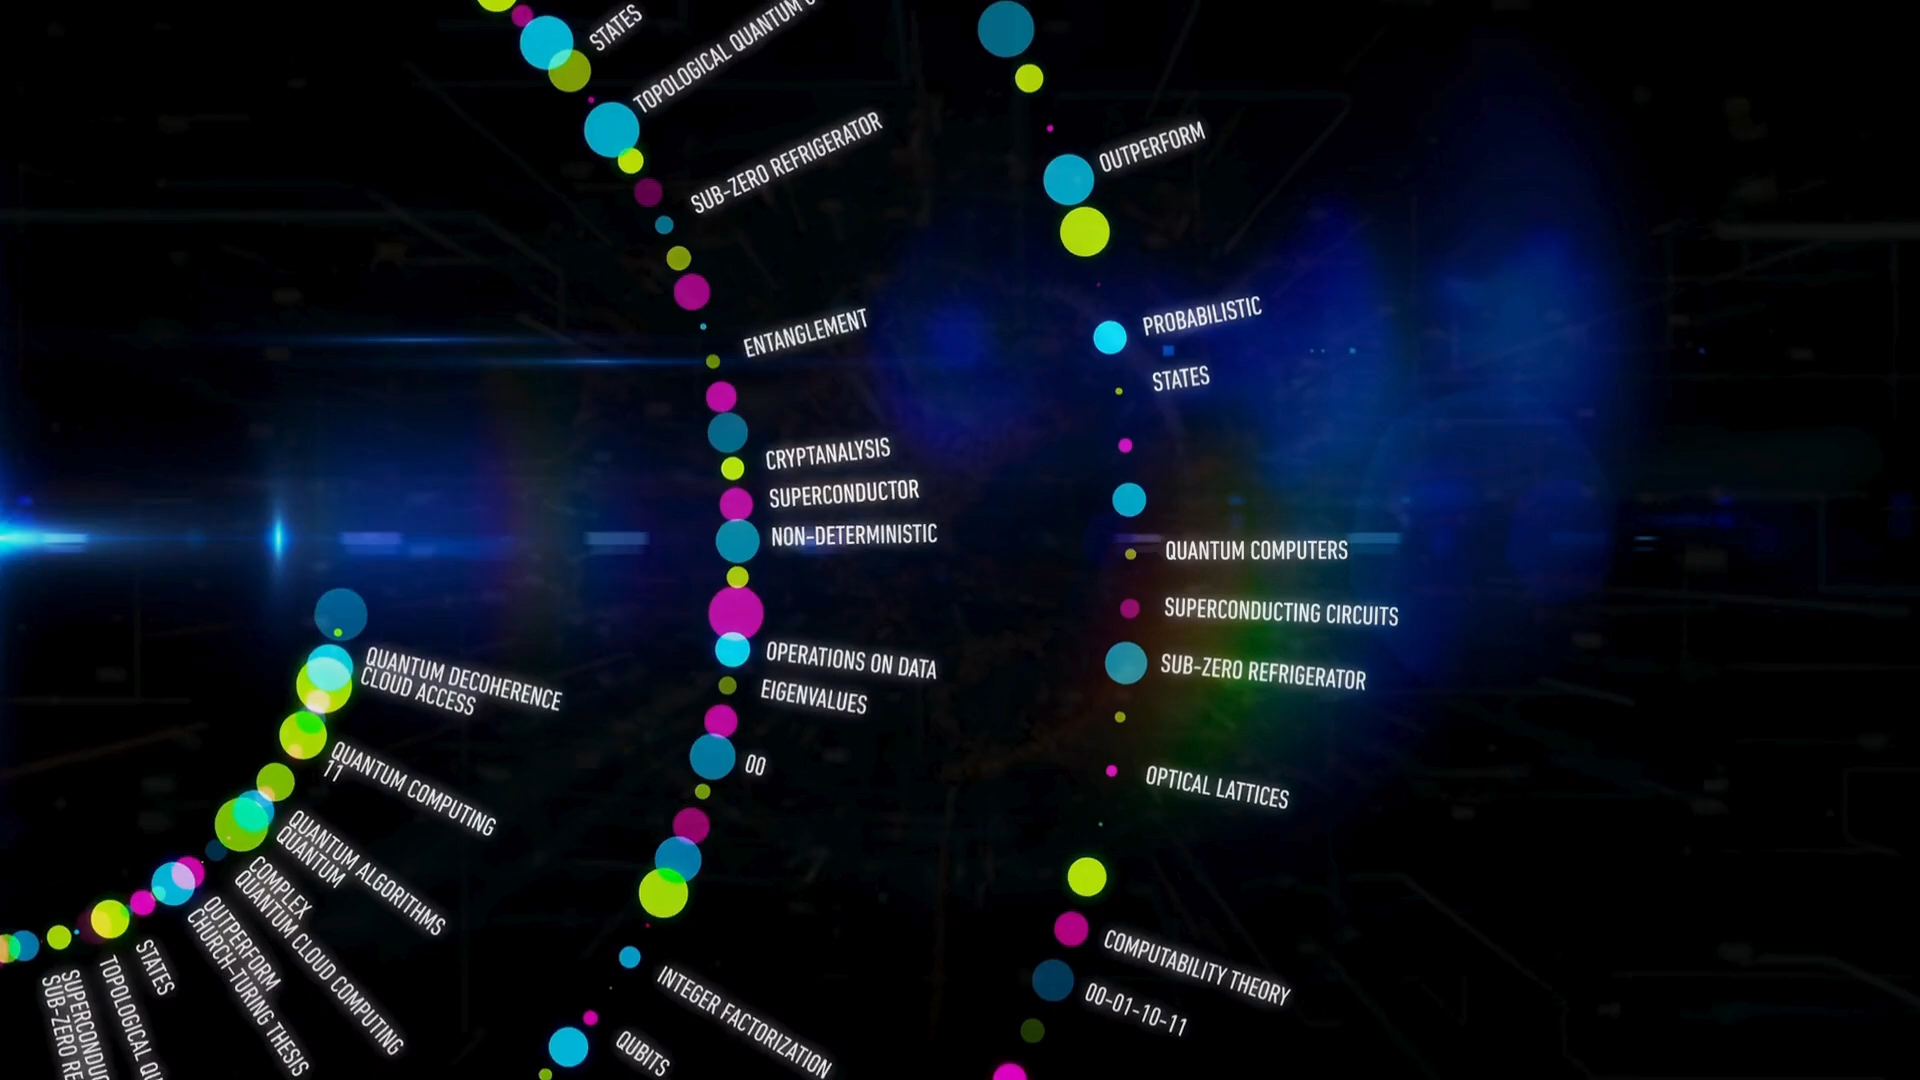 STATES
TOPOLOGICAL QUANTUM
SUB-ZERO REFRIGERATOR
ENTANGLEMENT
CRYPTANALYSIS
SUPERCONDUCTOR
NON-DETERMINISTIC
OPERATIONS ON DATA
EIGENVALUES
00
INTEGER FACTORIZATION
QUBITS
OUTPERFORM
PROBABILISTIC
STATES
QUANTUM COMPUTERS
SUPERCONDUCTING CIRCUITS
SUB-ZERO REFRIGERATOR
OPTICAL LATTICES
COMPUTABILITY THEORY
00-01-10-11
QUANTUM DECOHERENCE
CLOUD ACCESS
QUANTUM COMPUTING
11
QUANTUM ALGORITHMS
QUANTUM
COMPLEX
QUANTUM CLOUD COMPUTING
OUTPERFORM
CHURCH-TURING THESIS
STATES
TOPOLOGICAL
SUB-ZERO